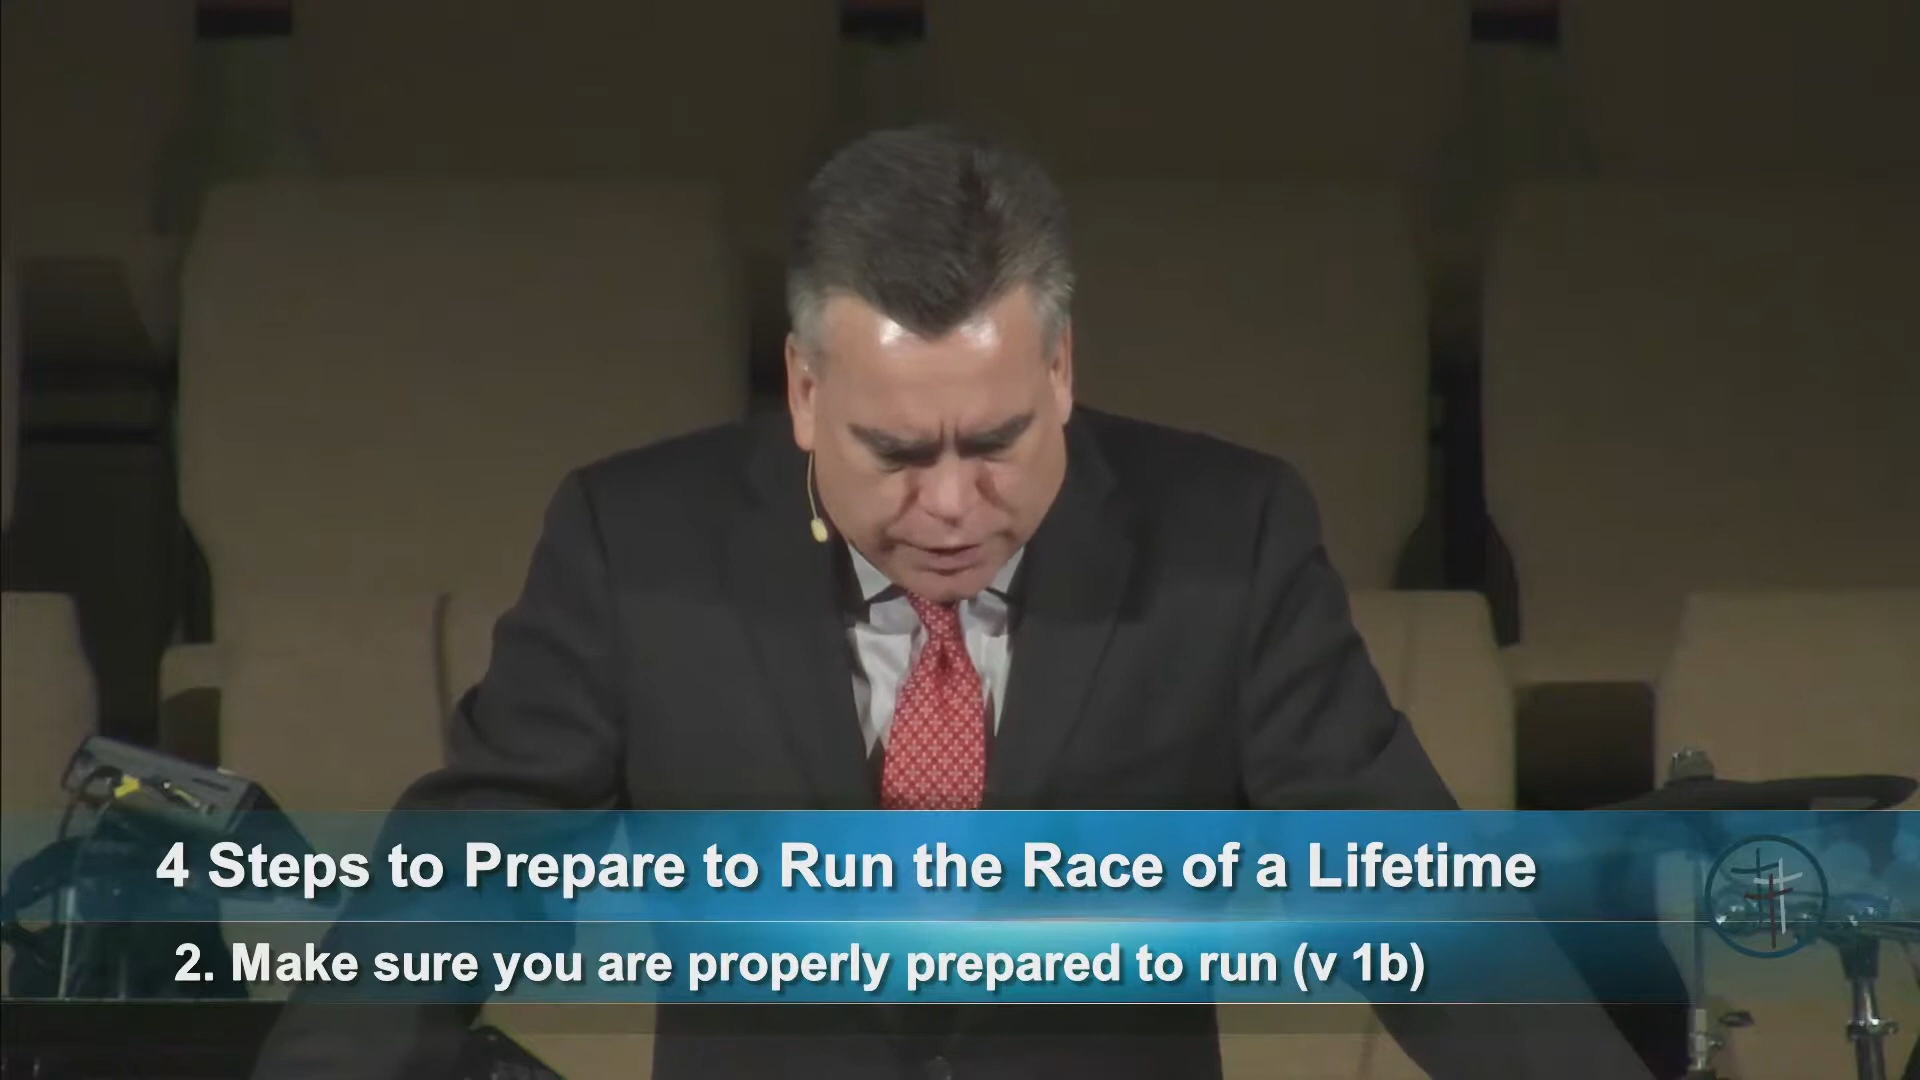 4 Steps to Prepare to Run the Race of a Lifetime
2. Make sure you are properly prepared to run (v 1b)